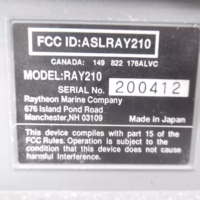 FCC ID:ASLRAY210
CANADA: 149 822 176ALVC
MODEL:RAY210
SERIAL No. 200412
Raytheon Marine Company
676 Island Pond Road
Manchester,NH 03109 Made in Japan
This device compiles with part 15 of the
FCC Rules. Operation is subject to the
condition that this device does not cause
harmful interference.